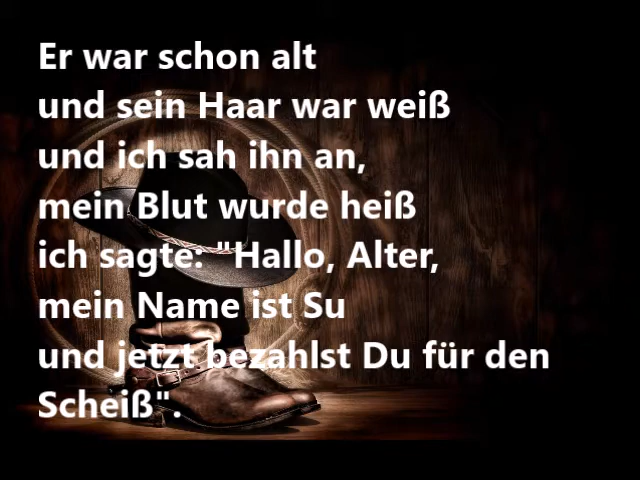 Er war schon alt
und sein Haar war weiß
und ich sah ihn an,
mein Blut wurde heiß
ich sagte: "Hallo, Alter,
mein Name ist Su
und jetzt bezahlst Du für den
Scheiß".